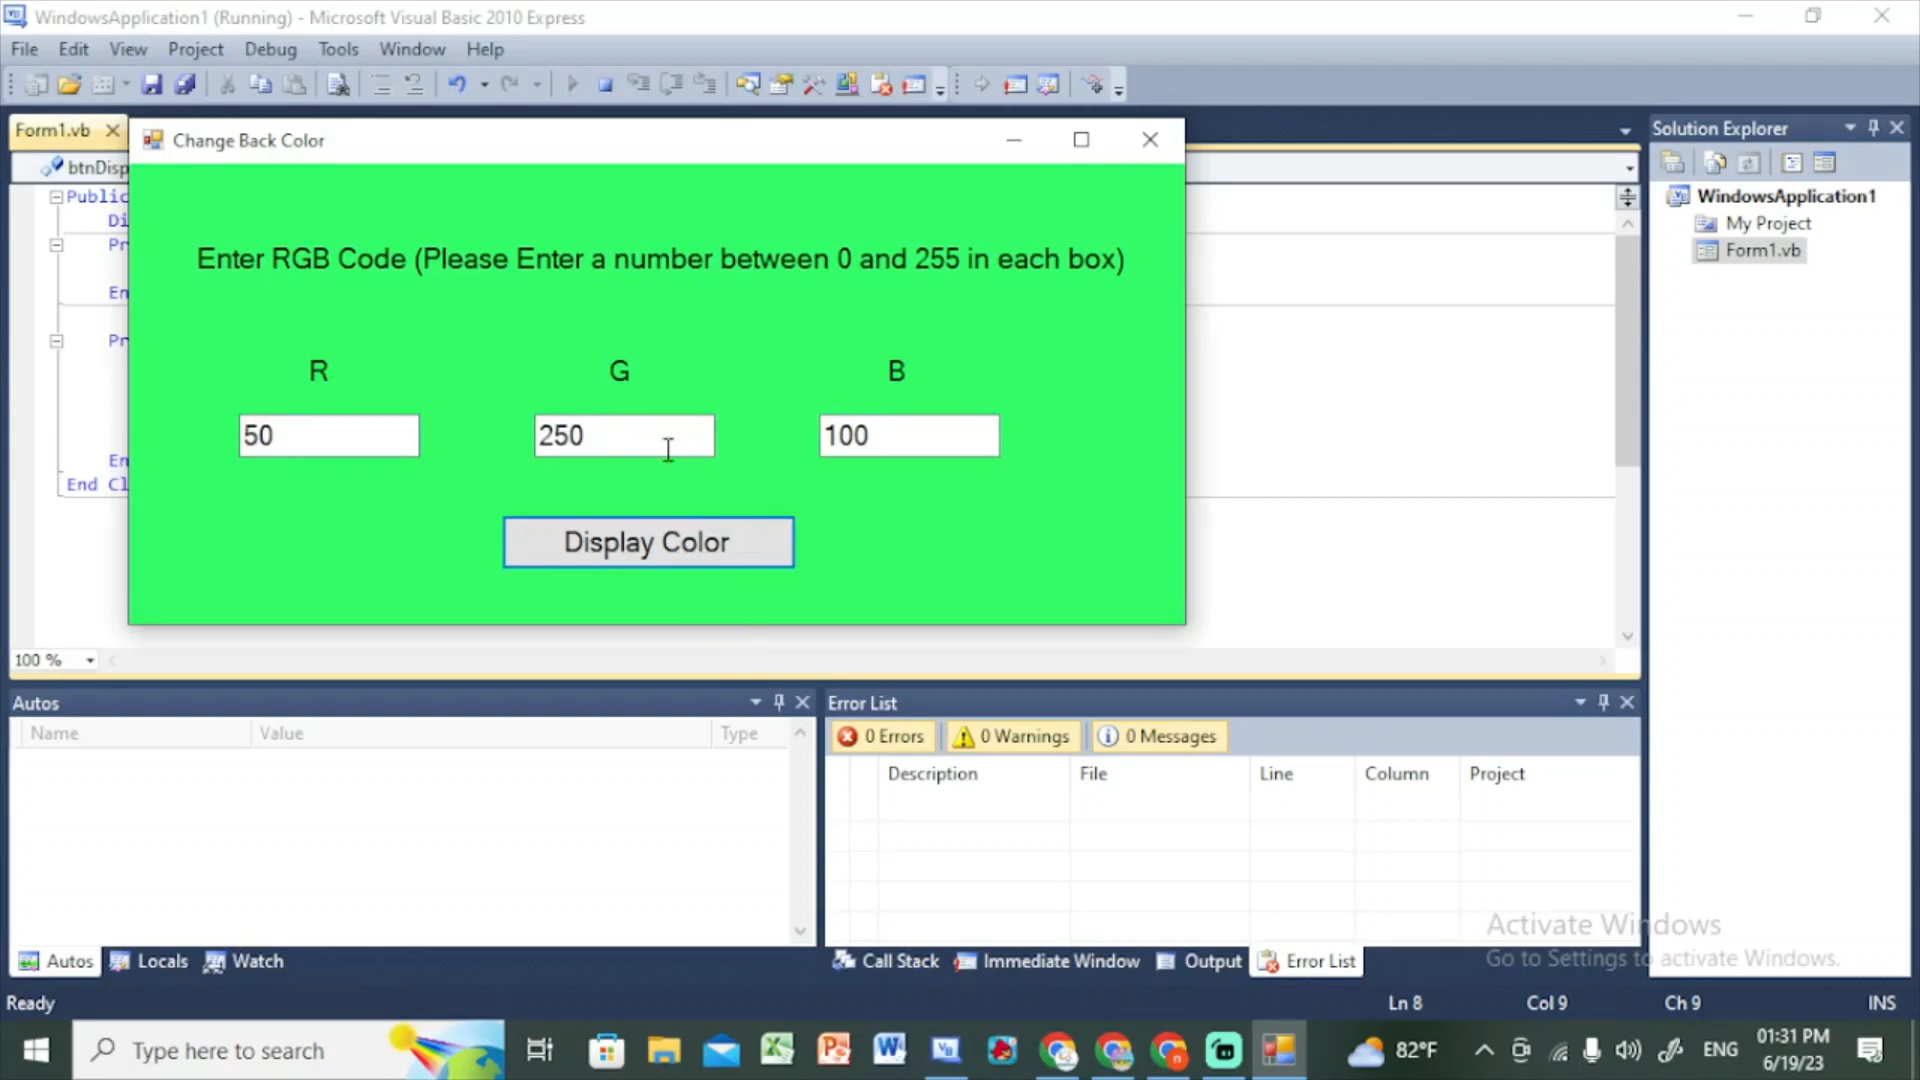 WindowsApplication1 (Running) - Microsoft Visual Basic 2010 Express
File Edit View Project Debug Tools Window Help
Form1.vb
Change Back Color
Solution Explorer
btnDisp
Public
Di
Pr
En
Pr
En
End Cl
WindowsApplication1
My Project
Form1.vb
Enter RGB Code (Please Enter a number between 0 and 255 in each box)
R G B
50 250 100
Display Color
100 %
Autos
Name Value Type
Error List
0 Errors 0 Warnings 0 Messages
Description File Line Column Project
Activate Windows
Go to Settings to activate Windows.
Autos Locals Watch
Call Stack Immediate Window Output Error List
Ready Ln 8 Col 9 Ch 9 INS
Type here to search
82°F ENG 01:31 PM
6/19/23